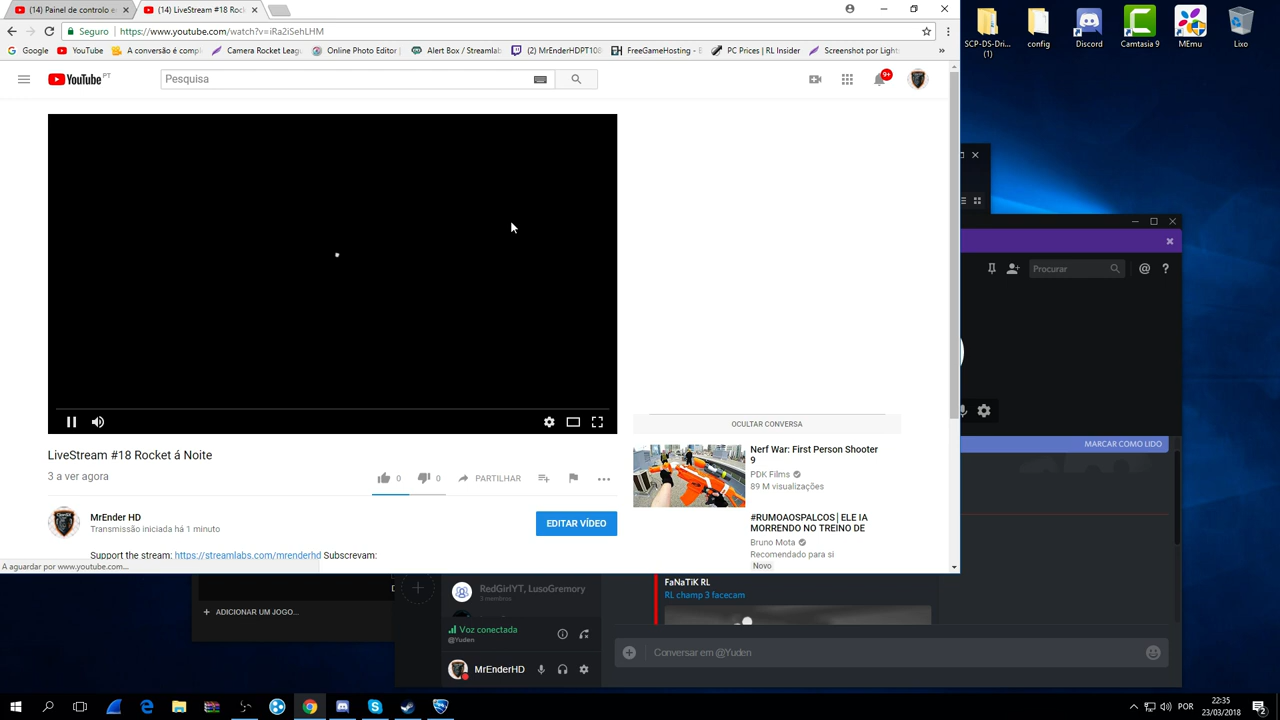 (14) Painel de controlo e
(14) LiveStream #18 Rock
Seguro
https://www.youtube.com/watch?v=iRa2iSehLHM
Google
YouTube
A conversão é compl
Camera Rocket Leagu
Online Photo Editor |
Alert Box / Streamlab
(2) MrEnderHDPT108
FreeGameHosting -
PC Prices | RL Insider
Screenshot por Light
»
YouTube PT
Pesquisa
9+
LiveStream #18 Rocket á Noite
3 a ver agora
0
0
PARTILHAR
MrEnder HD
Transmissão iniciada há 1 minuto
EDITAR VÍDEO
Support the stream: https://streamlabs.com/mrenderhd Subscrevam:
A aguardar por www.youtube.com...
OCULTAR CONVERSA
Nerf War: First Person Shooter
9
PDK Films
89 M visualizações
#RUMOAOSPALCOS│ELE IA
MORRENDO NO TREINO DE
Bruno Mota
Recomendado para si
Novo
SCP-DS-Dri...
(1)
config
Discord
Camtasia 9
MEmu
Lixo
Procurar
MARCAR COMO LIDO
ADICIONAR UM JOGO...
RedGirlYT, LusoGremory
3 membros
Voz conectada
@Yuden
MrEnderHD
FaNaTiK RL
RL champ 3 facecam
Conversar em @Yuden
POR
22:35
23/03/2018
2